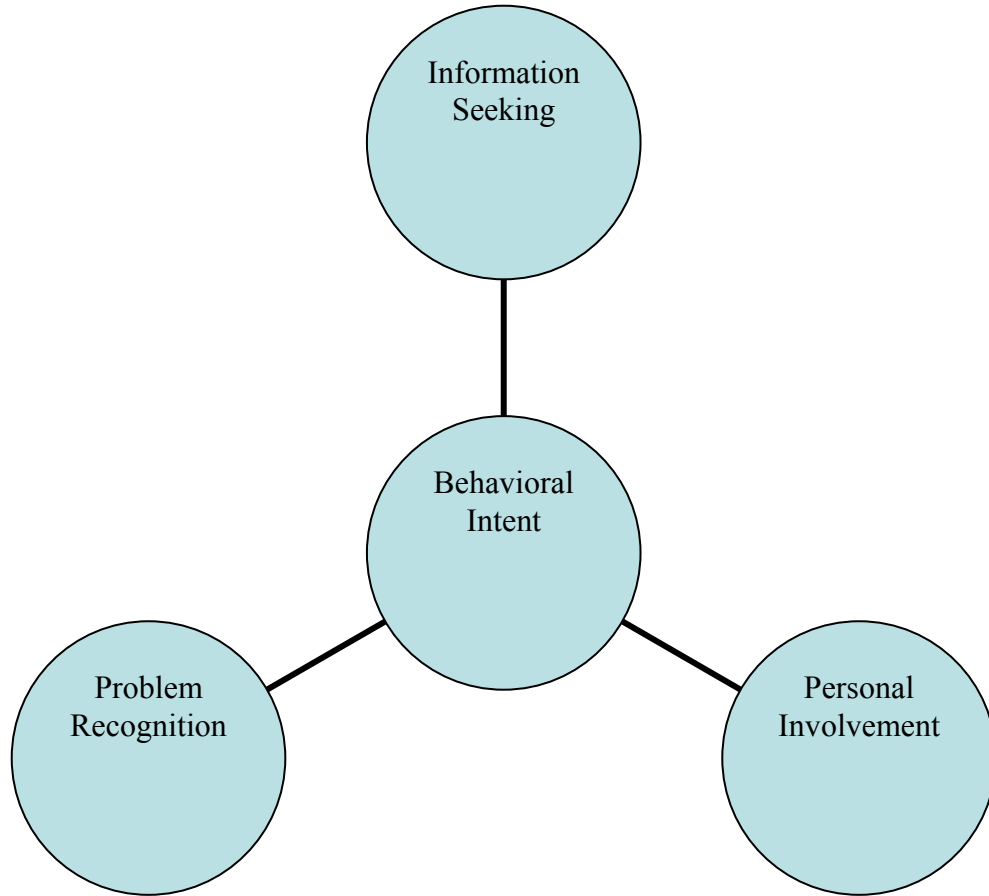 Information
Seeking
Behavioral
Intent
Problem
Recognition
Personal
Involvement